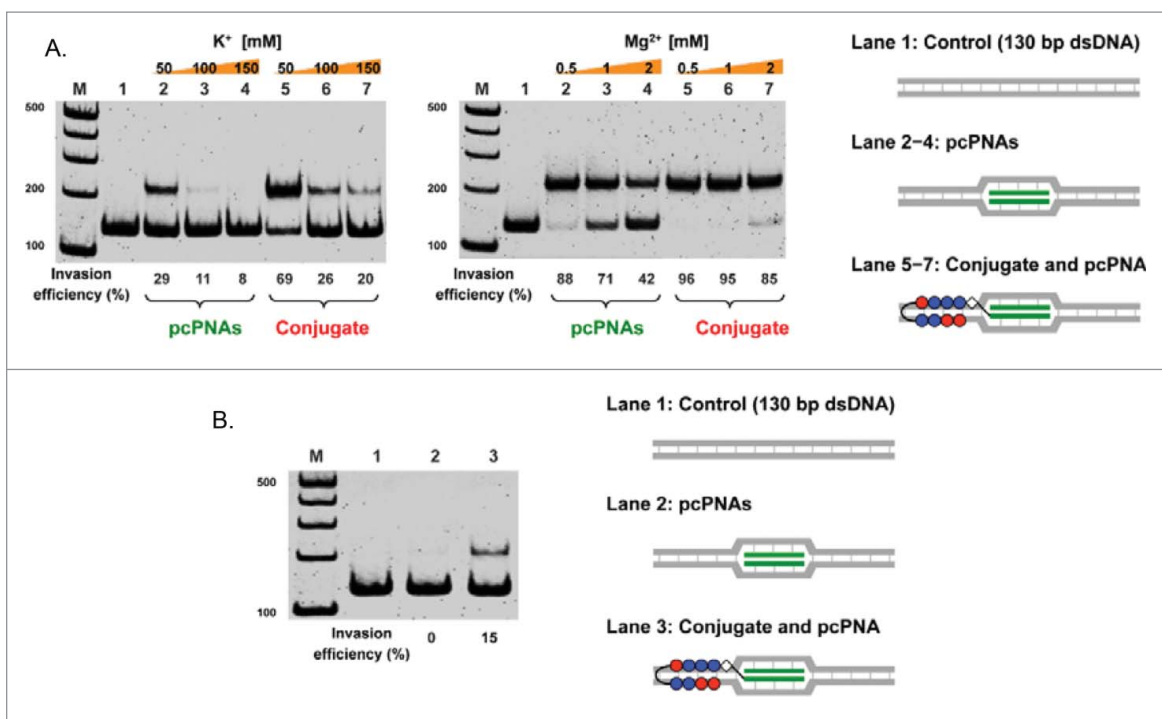 A.
K⁺ [mM]
50 100 150 50 100 150
M 1 2 3 4 5 6 7
500
200
100
Invasion efficiency (%)
29 11 8 69 26 20
pcPNAs Conjugate
Mg²⁺ [mM]
0.5 1 2 0.5 1 2
M 1 2 3 4 5 6 7
500
200
100
Invasion efficiency (%)
88 71 42 96 95 85
pcPNAs Conjugate
Lane 1: Control (130 bp dsDNA)
Lane 2–4: pcPNAs
Lane 5–7: Conjugate and pcPNA
B.
M 1 2 3
500
100
Invasion efficiency (%)
0 15
Lane 1: Control (130 bp dsDNA)
Lane 2: pcPNAs
Lane 3: Conjugate and pcPNA